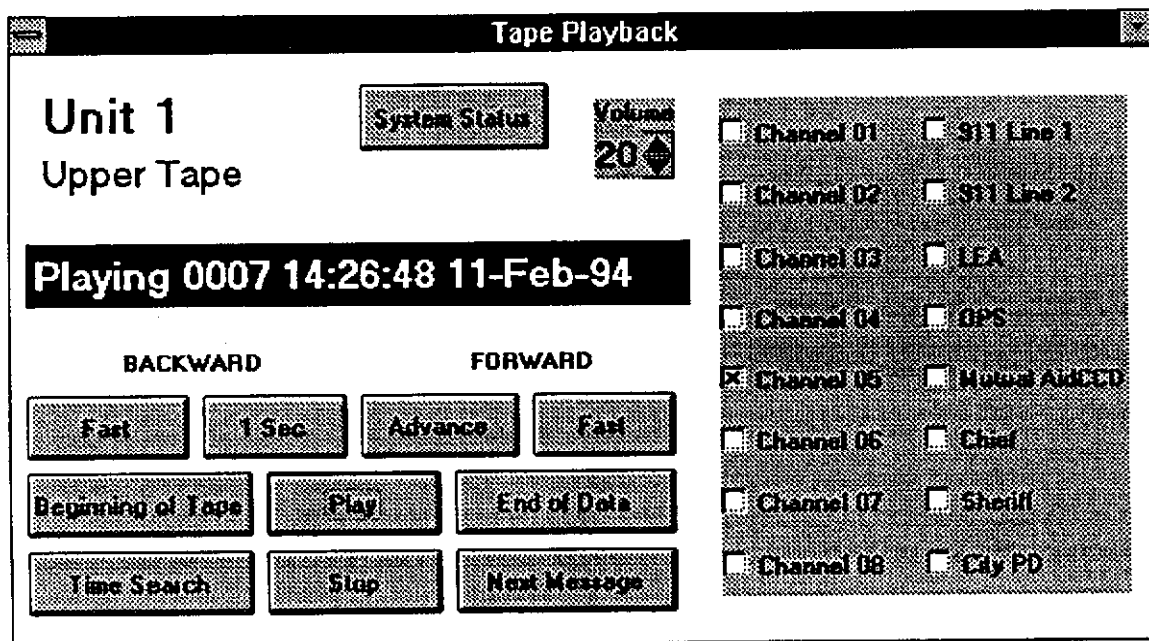 Tape Playback
Unit 1
Upper Tape
System Status
Volume
20
Playing 0007 14:26:48 11-Feb-94
BACKWARD FORWARD
Fast 1 Sec Advance Fast
Beginning of Tape Play End of Data
Time Search Stop Next Message
Channel 01 911 Line 1
Channel 02 911 Line 2
Channel 03 LEA
Channel 04 OPS
Channel 05 Mutual AidCCD
Channel 06 Chief
Channel 07 Sheriff
Channel 08 City PD